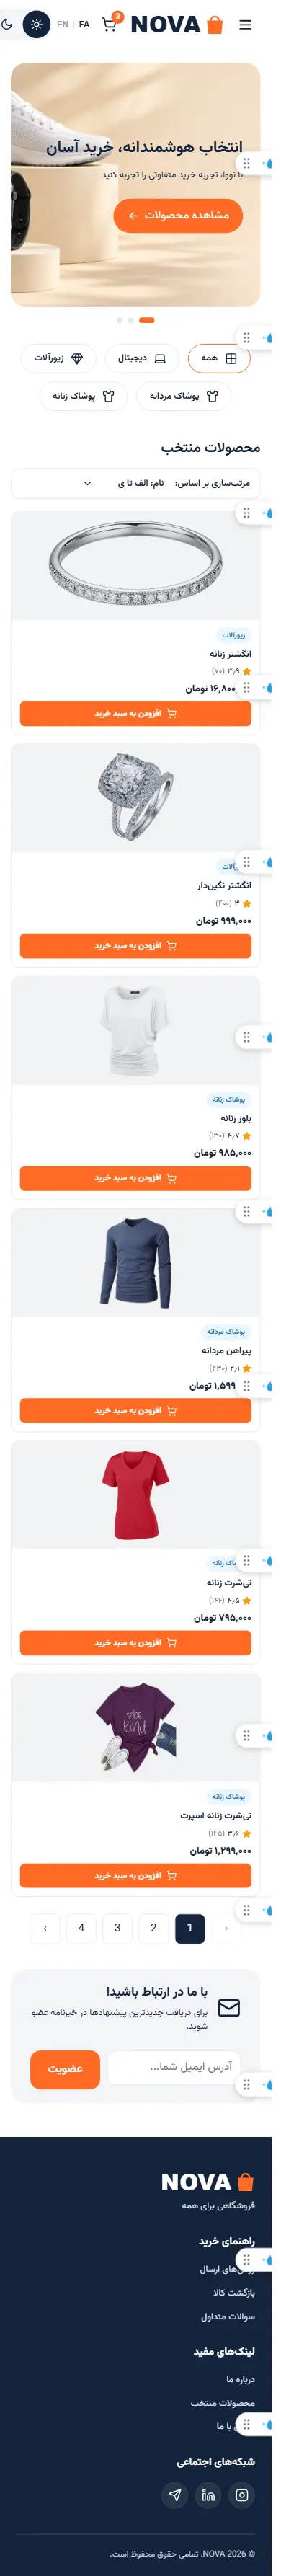 NOVA
3
FA | EN
انتخاب هوشمندانه، خرید آسان
با نووا، تجربه خرید متفاوتی را تجربه کنید
مشاهده محصولات
همه
دیجیتال
زیورآلات
پوشاک مردانه
پوشاک زنانه
محصولات منتخب
مرتب‌سازی بر اساس:
نام: الف تا ی
زیورآلات
انگشتر زنانه
۳٫۹ (۷۰)
تومان
افزودن به سبد خرید
انگشتر نگین‌دار
۳ (۴۰۰)
۹۹۹,۰۰۰ تومان
افزودن به سبد خرید
پوشاک زنانه
بلوز زنانه
۴٫۷ (۱۳۰)
۹۸۵,۰۰۰ تومان
افزودن به سبد خرید
پوشاک مردانه
پیراهن مردانه
۲٫۱ (۴۳۰)
تومان
افزودن به سبد خرید
زنانه
تی‌شرت زنانه
۴٫۵ (۱۴۶)
۷۹۵,۰۰۰ تومان
افزودن به سبد خرید
be kind
پوشاک زنانه
تی‌شرت زنانه اسپرت
۳٫۶ (۱۴۵)
۱,۲۹۹,۰۰۰ تومان
افزودن به سبد خرید
‹ 1 2 3 4 ›
با ما در ارتباط باشید!
برای دریافت جدیدترین پیشنهادها در خبرنامه عضو
شوید.
آدرس ایمیل شما...
عضویت
NOVA
فروشگاهی برای همه
راهنمای خرید
ارسال
بازگشت کالا
سوالات متداول
لینک‌های مفید
درباره ما
محصولات منتخب
با ما
شبکه‌های اجتماعی
© 2026 NOVA. تمامی حقوق محفوظ است.